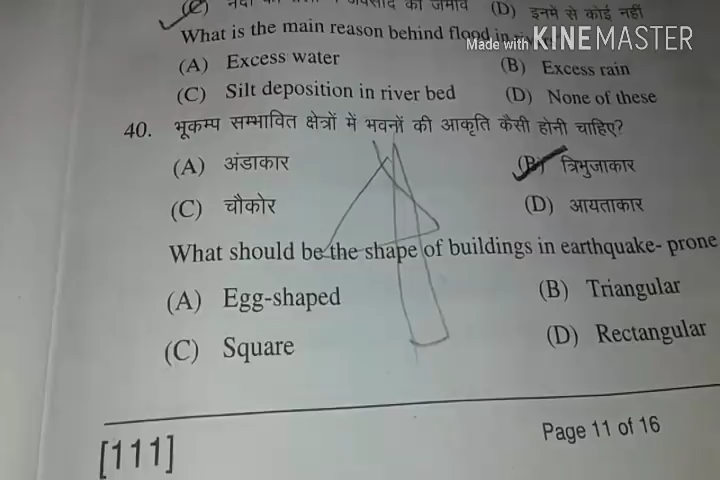 (C) नदी अवसाद का जमाव (D) इनमें से कोई नहीं
What is the main reason behind flood in
Made with KINEMASTER
(A) Excess water (B) Excess rain
(C) Silt deposition in river bed (D) None of these
40. भूकम्प सम्भावित क्षेत्रों में भवनों की आकृति कैसी होनी चाहिए?
(A) अंडाकार (B) त्रिभुजाकार
(C) चौकोर (D) आयताकार
What should be the shape of buildings in earthquake- prone
(A) Egg-shaped (B) Triangular
(C) Square (D) Rectangular
[111] Page 11 of 16